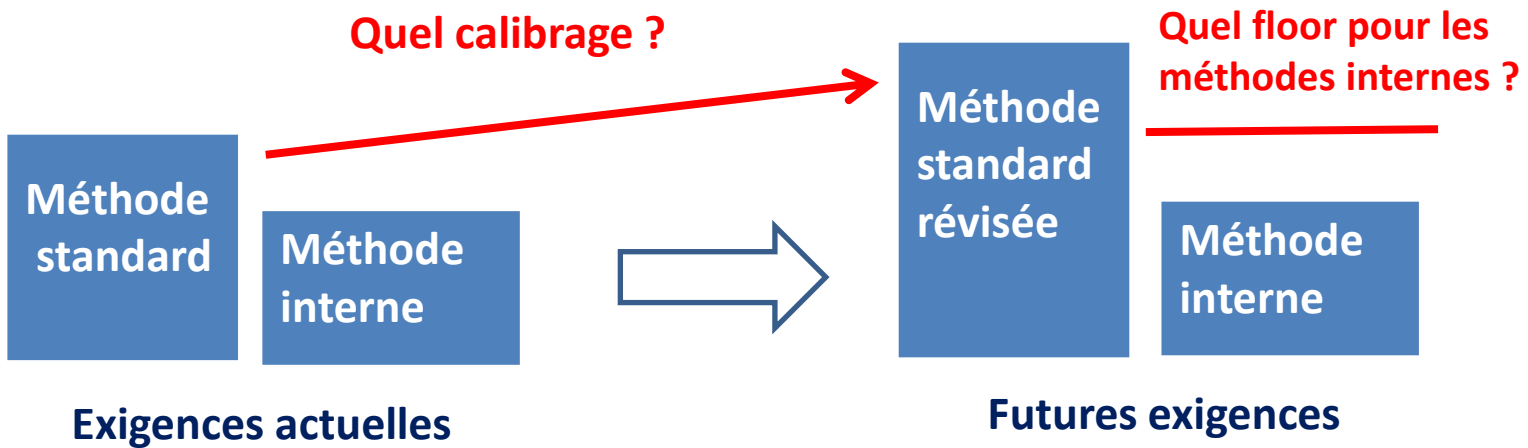 Quel calibrage ?
Quel floor pour les
méthodes internes ?
Méthode
standard
Méthode
interne
Méthode
standard
révisée
Méthode
interne
Exigences actuelles
Futures exigences